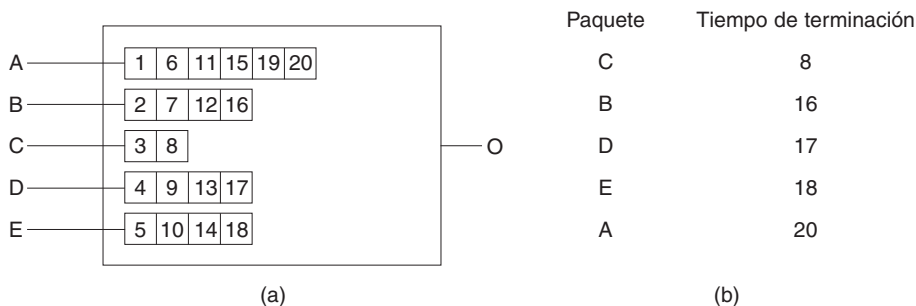 A 1 6 11 15 19 20
B 2 7 12 16
C 3 8
O
D 4 9 13 17
E 5 10 14 18
(a)
Paquete Tiempo de terminación
C 8
B 16
D 17
E 18
A 20
(b)